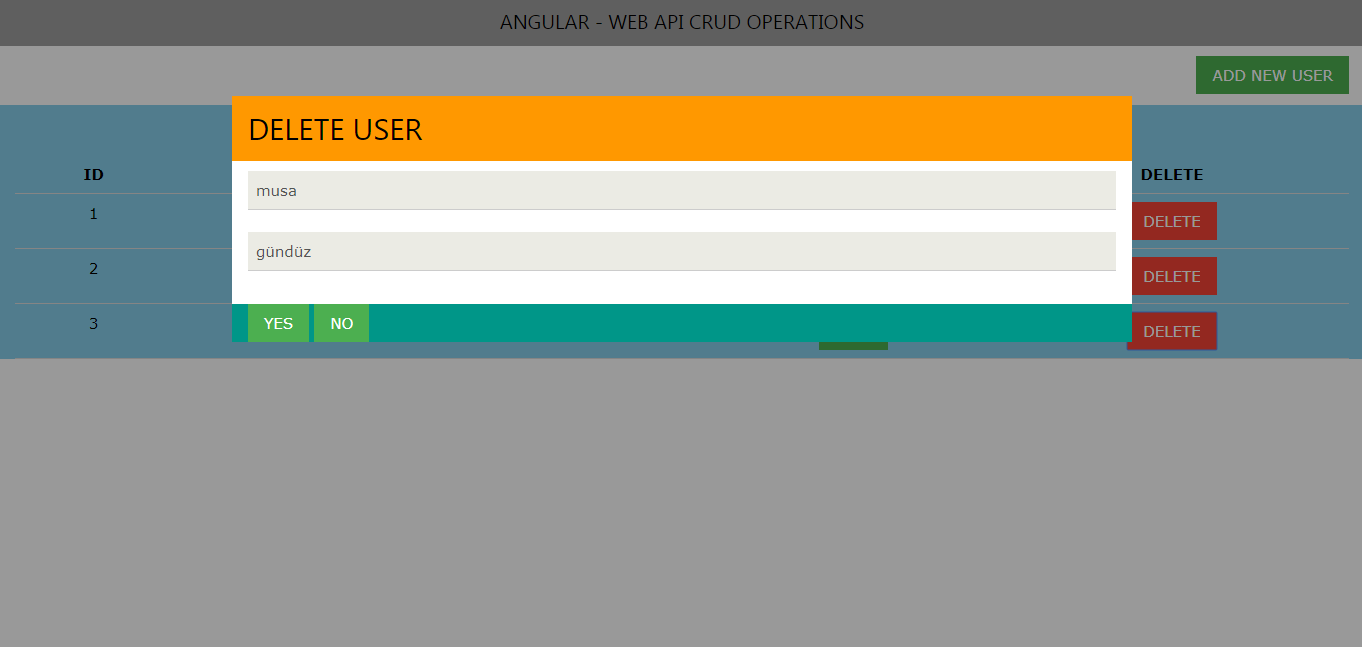 ANGULAR - WEB API CRUD OPERATIONS
ADD NEW USER
DELETE USER
musa
gündüz
YES NO
ID DELETE
1 DELETE
2 DELETE
3 DELETE